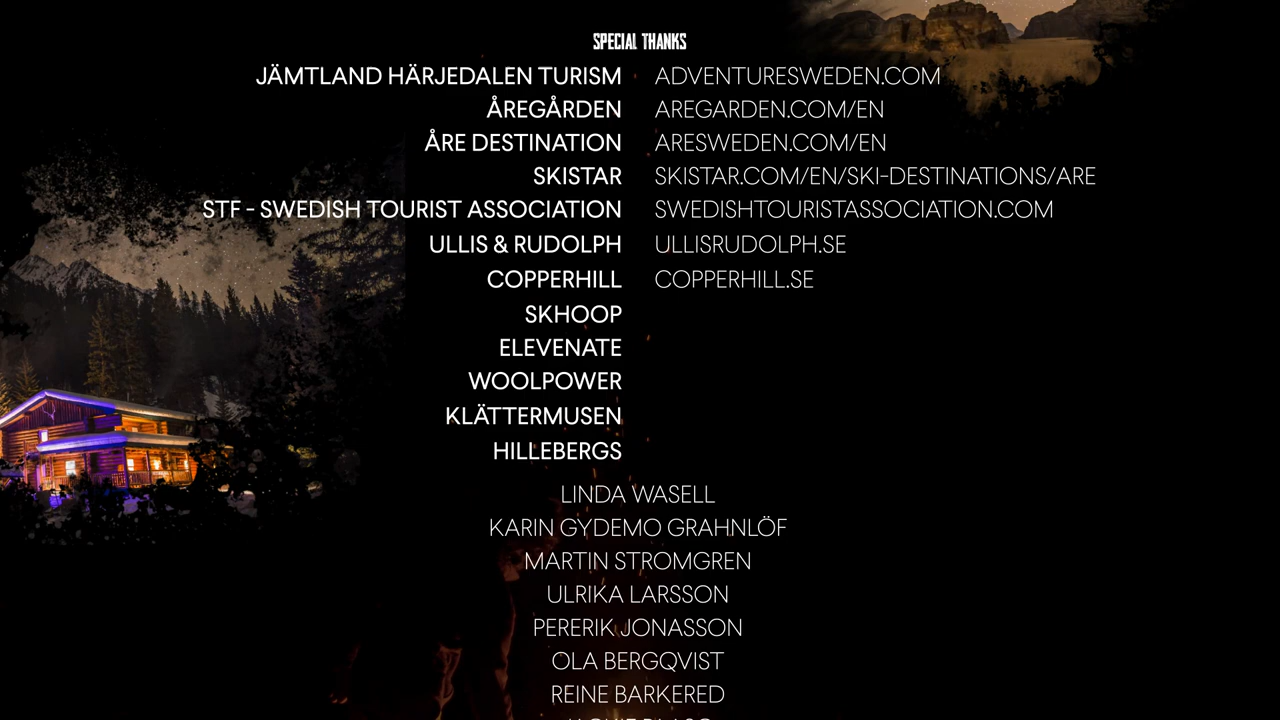 SPECIAL THANKS
JÄMTLAND HÄRJEDALEN TURISM ADVENTURESWEDEN.COM
ÅREGÅRDEN AREGARDEN.COM/EN
ÅRE DESTINATION ARESWEDEN.COM/EN
SKISTAR SKISTAR.COM/EN/SKI-DESTINATIONS/ARE
STF - SWEDISH TOURIST ASSOCIATION SWEDISHTOURISTASSOCIATION.COM
ULLIS & RUDOLPH ULLISRUDOLPH.SE
COPPERHILL COPPERHILL.SE
SKHOOP
ELEVENATE
WOOLPOWER
KLÄTTERMUSEN
HILLEBERGS
LINDA WASELL
KARIN GYDEMO GRAHNLÖF
MARTIN STROMGREN
ULRIKA LARSSON
PERERIK JONASSON
OLA BERGQVIST
REINE BARKERED